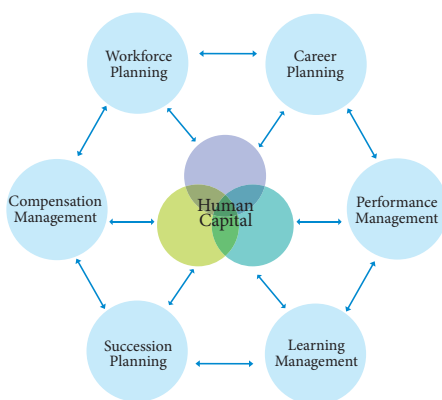 Workforce
Planning
Career
Planning
Compensation
Management
Human
Capital
Performance
Management
Succession
Planning
Learning
Management